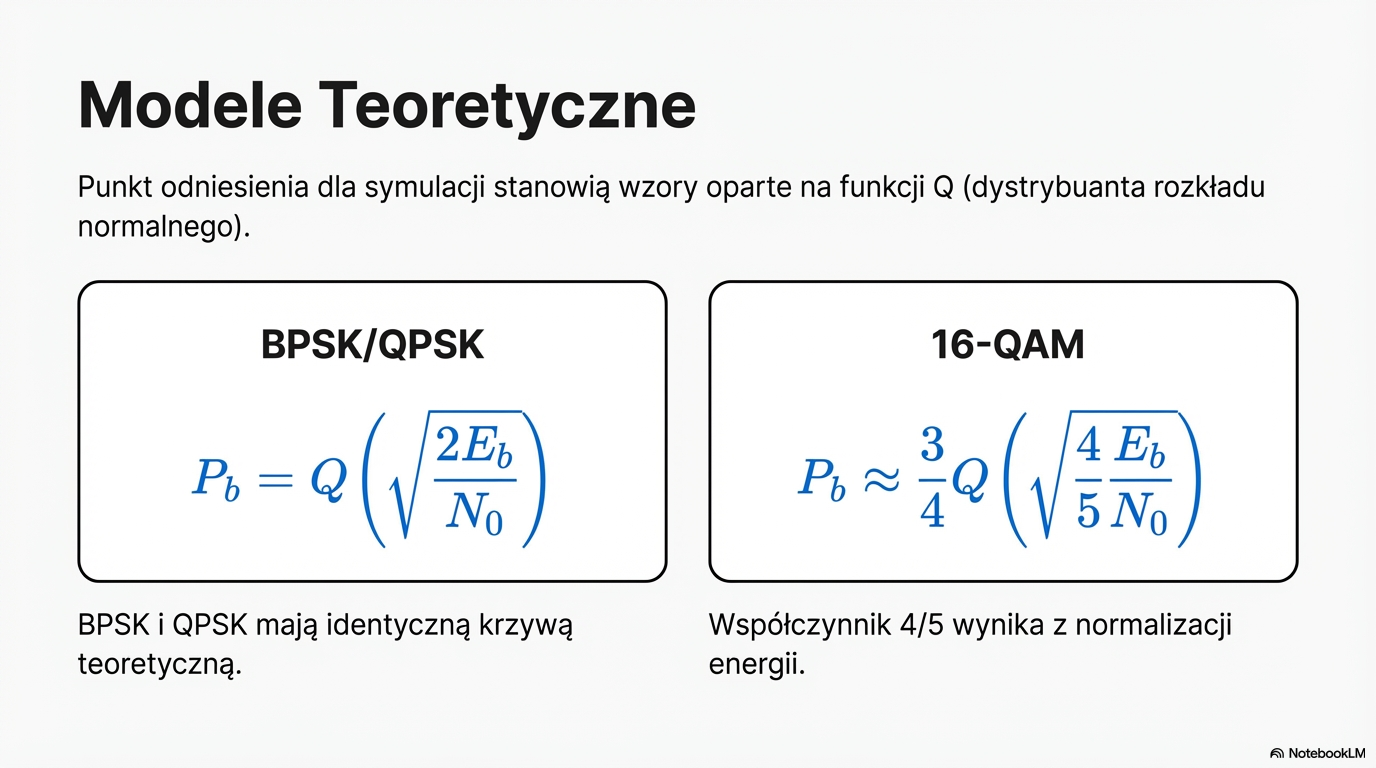 Modele Teoretyczne
Punkt odniesienia dla symulacji stanowią wzory oparte na funkcji Q (dystrybuanta rozkładu
normalnego).
BPSK/QPSK
P_b = Q(√(2E_b/N_0))
BPSK i QPSK mają identyczną krzywą
teoretyczną.
16-QAM
P_b ≈ 3/4 Q(√(4/5 E_b/N_0))
Współczynnik 4/5 wynika z normalizacji
energii.
NotebookLM